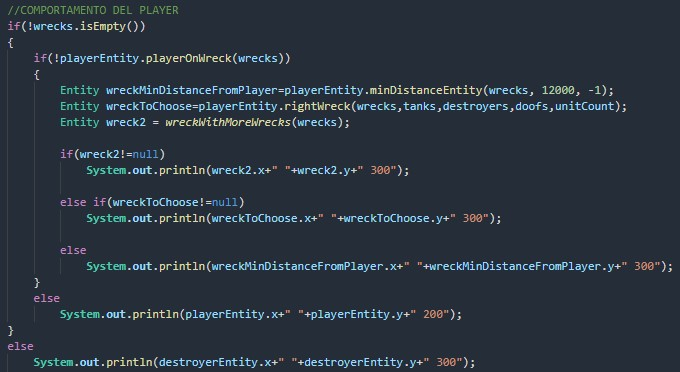 //COMPORTAMENTO DEL PLAYER
if(!wrecks.isEmpty())
{
if(!playerEntity.playerOnWreck(wrecks))
{
Entity wreckMinDistanceFromPlayer=playerEntity.minDistanceEntity(wrecks, 12000, -1);
Entity wreckToChoose=playerEntity.rightWreck(wrecks,tanks,destroyers,doofs,unitCount);
Entity wreck2 = wreckWithMoreWrecks(wrecks);
if(wreck2!=null)
System.out.println(wreck2.x+" "+wreck2.y+" 300");
else if(wreckToChoose!=null)
System.out.println(wreckToChoose.x+" "+wreckToChoose.y+" 300");
else
System.out.println(wreckMinDistanceFromPlayer.x+" "+wreckMinDistanceFromPlayer.y+" 300");
}
else
System.out.println(playerEntity.x+" "+playerEntity.y+" 200");
}
else
System.out.println(destroyerEntity.x+" "+destroyerEntity.y+" 300");